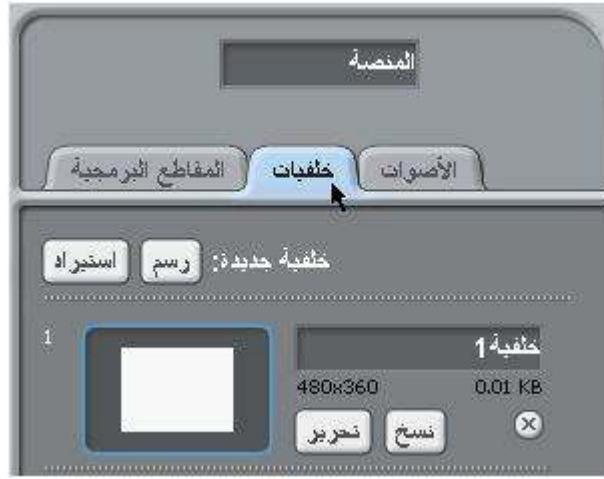 المنصة
الأصوات خلفيات المقاطع البرمجية
خلفية جديدة: رسم استيراد
1 خلفية1
480x360 0.01 KB
نسخ تحرير